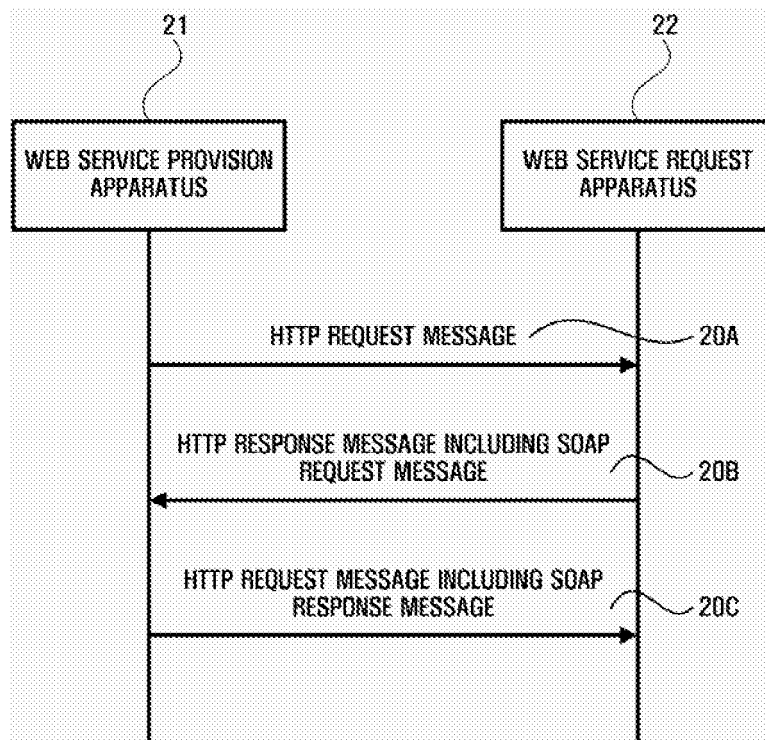 21
22
WEB SERVICE PROVISION
APPARATUS
WEB SERVICE REQUEST
APPARATUS
HTTP REQUEST MESSAGE
20A
HTTP RESPONSE MESSAGE INCLUDING SOAP
REQUEST MESSAGE
20B
HTTP REQUEST MESSAGE INCLUDING SOAP
RESPONSE MESSAGE
20C